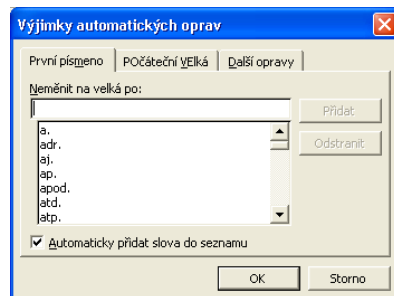 Výjimky automatických oprav
První písmeno
POčáteční VElká
Další opravy
Neměnit na velká po:
Přidat
a.
adr.
aj.
ap.
apod.
atd.
atp.
Odstranit
Automaticky přidat slova do seznamu
OK
Storno